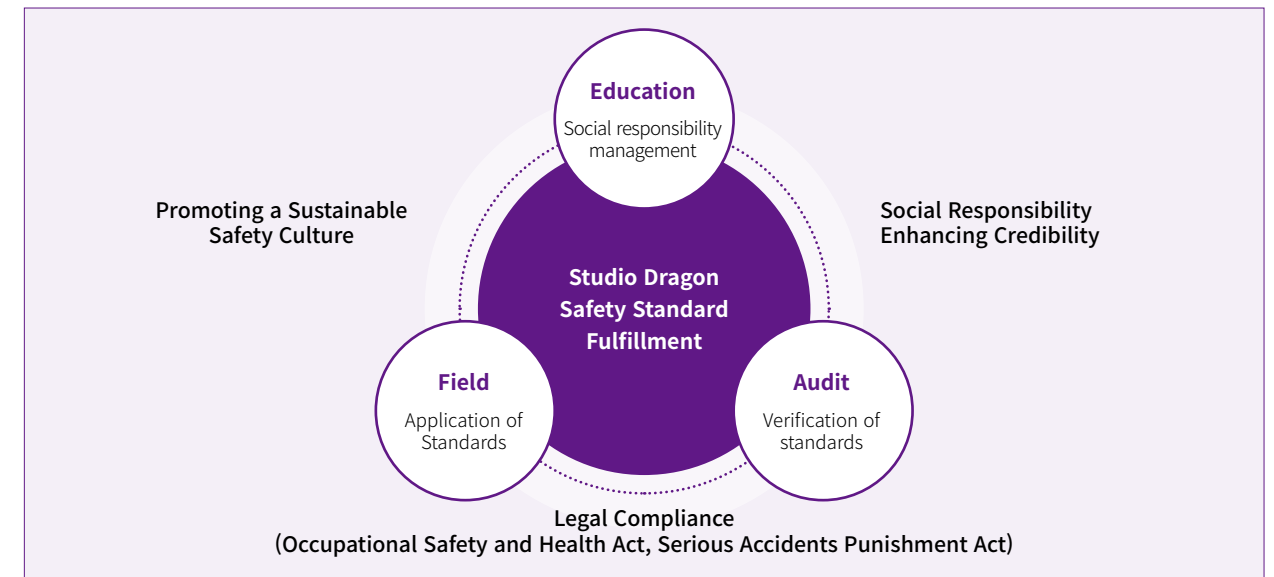 Education
Social responsibility
management
Promoting a Sustainable
Safety Culture
Social Responsibility
Enhancing Credibility
Studio Dragon
Safety Standard
Fulfillment
Field
Application of
Standards
Audit
Verification of
standards
Legal Compliance
(Occupational Safety and Health Act, Serious Accidents Punishment Act)